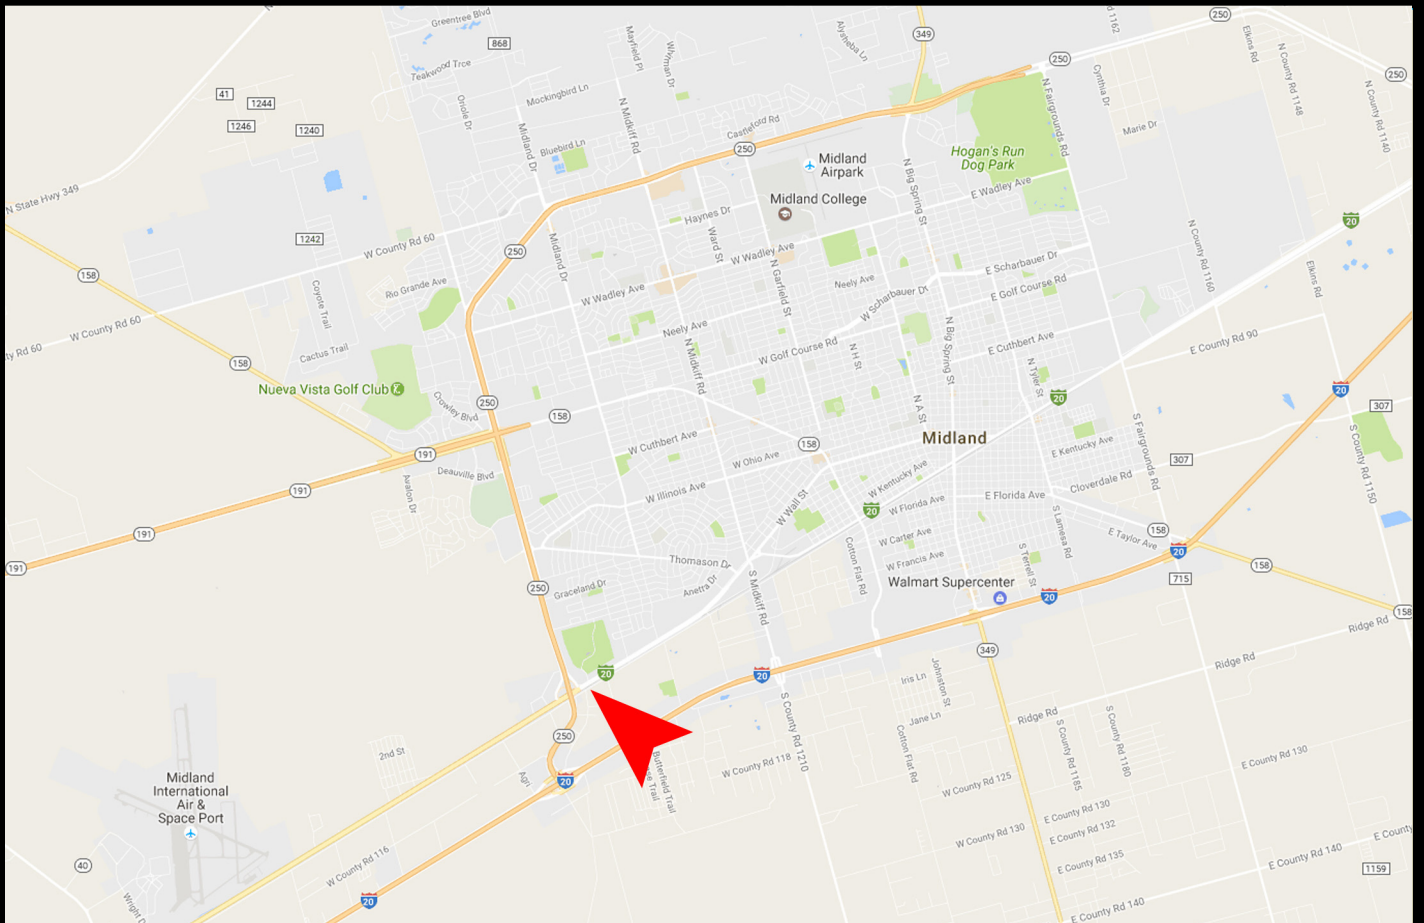 Greentree Blvd
868
Teakwood Trce
Mockingbird Ln
Mayfield Pl
N Midkiff Rd
Alysheba Ln
349
d 1162
250
Elkins Rd
N County Rd 1148
250
N County Rd 1140
250
Cynthia Dr
N Fairgrounds Rd
Marie Dr
41
1244
1246
1240
Oriole Dr
Midland Dr
Bluebird Ln
Castleford Rd
250
Midland
Airpark
Hogan's Run
Dog Park
N State Hwy 349
Midland College
N Big Spring St
E Wadley Ave
20
158
1242
W County Rd 60
250
Midland Dr
Haynes Dr
Ward St
W Wadley Ave
N Garfield St
Neely Ave
E Scharbauer Dr
N County Rd 1160
Elkins Rd
Coyote Trail
Rio Grande Ave
W Wadley Ave
W Scharbauer Dr
E Golf Course Rd
ty Rd 60
W County Rd 60
Cactus Trail
Neely Ave
N Midkiff Rd
W Golf Course Rd
N H St
N Big Spring St
E Cuthbert Ave
E County Rd 90
158
Nueva Vista Golf Club
Crowley Blvd
250
158
N A St
N Tyler St
20
20
307
191
W Cuthbert Ave
158
Midland
E Kentucky Ave
S Fairgrounds Rd
S County Rd 1150
Deauville Blvd
W Ohio Ave
W Kentucky Ave
307
191
Avalon Dr
W Illinois Ave
W Wall St
20
W Florida Ave
E Florida Ave
Cloverdale Rd
191
191
W Carter Ave
S Lamesa Rd
E Taylor Ave
158
20
Thomason Dr
W Francis Ave
S Terrell St
158
250
Graceland Dr
Anetta Dr
S Midkiff Rd
Cotton Flat Rd
Walmart Supercenter
20
715
158
Ridge Rd
349
Ridge Rd
20
20
Iris Ln
Johnston St
250
S County Rd 1210
Jane Ln
Ridge Rd
S County Rd 1185
S County Rd 1180
2nd St
Butterfield Trail
se Trail
W County Rd 118
Cotton Flat Rd
E County Rd 130
Agri
20
W County Rd 125
Midland
International
Air &
Space Port
E County Rd 130
E County Rd 132
W County Rd 130
E County
40
W County Rd 116
E County Rd 135
E County Rd 140
1159
Wright D
20
E County Rd 140